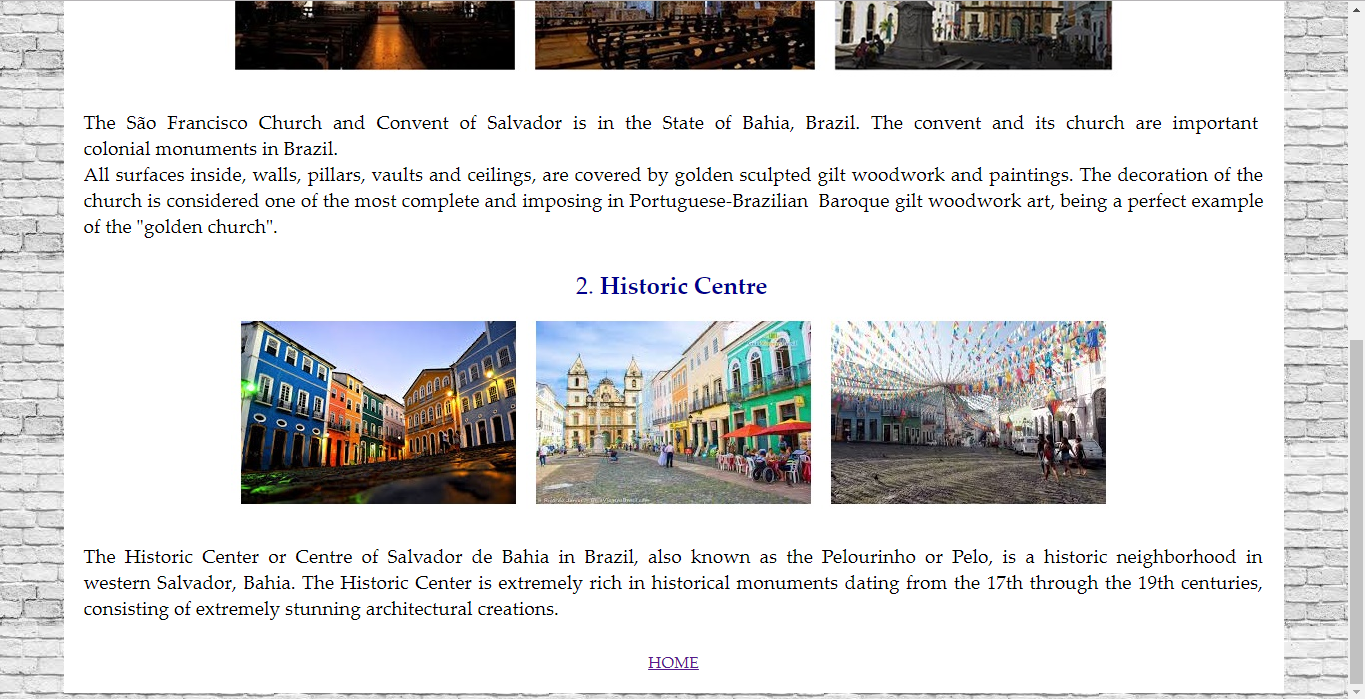 The São Francisco Church and Convent of Salvador is in the State of Bahia, Brazil. The convent and its church are important
colonial monuments in Brazil.
All surfaces inside, walls, pillars, vaults and ceilings, are covered by golden sculpted gilt woodwork and paintings. The decoration of the
church is considered one of the most complete and imposing in Portuguese-Brazilian  Baroque gilt woodwork art, being a perfect example
of the "golden church".
2. Historic Centre
The Historic Center or Centre of Salvador de Bahia in Brazil, also known as the Pelourinho or Pelo, is a historic neighborhood in
western Salvador, Bahia. The Historic Center is extremely rich in historical monuments dating from the 17th through the 19th centuries,
consisting of extremely stunning architectural creations.
HOME